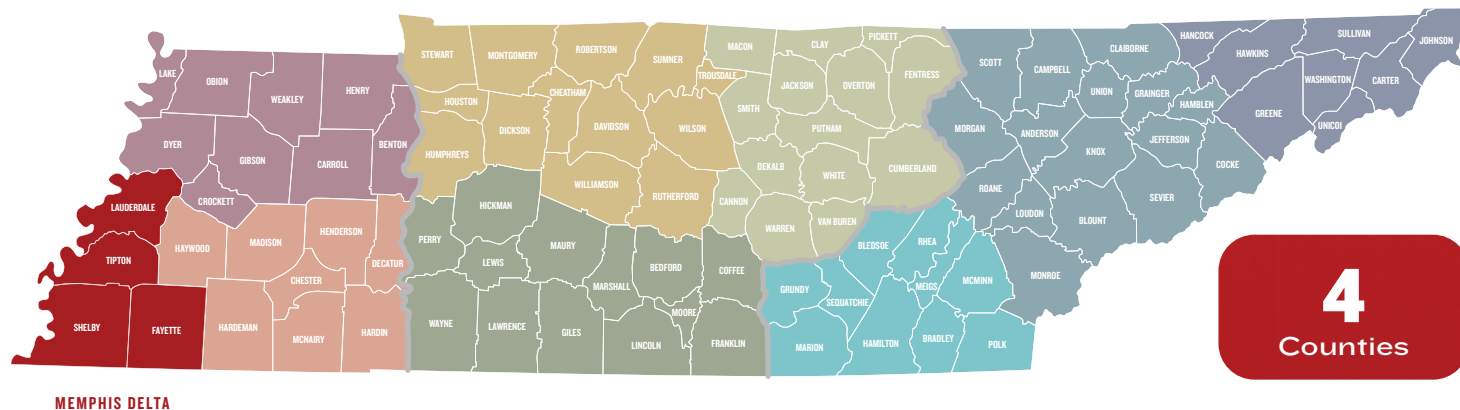 LAKE
OBION
WEAKLEY
HENRY
DYER
GIBSON
CARROLL
BENTON
CROCKETT
LAUDERDALE
TIPTON
SHELBY
FAYETTE
HAYWOOD
MADISON
HENDERSON
DECATUR
CHESTER
HARDEMAN
MCNAIRY
HARDIN
STEWART
MONTGOMERY
ROBERTSON
SUMNER
TROUSDALE
HOUSTON
CHEATHAM
DICKSON
DAVIDSON
WILSON
HUMPHREYS
WILLIAMSON
RUTHERFORD
HICKMAN
PERRY
LEWIS
MAURY
BEDFORD
COFFEE
MARSHALL
MOORE
WAYNE
LAWRENCE
GILES
LINCOLN
FRANKLIN
MACON
CLAY
PICKETT
JACKSON
OVERTON
FENTRESS
SMITH
PUTNAM
DEKALB
WHITE
CUMBERLAND
CANNON
WARREN
VAN BUREN
BLEDSOE
RHEA
GRUNDY
SEQUATCHIE
MEIGS
MCMINN
MARION
HAMILTON
BRADLEY
POLK
SCOTT
CAMPBELL
CLAIBORNE
UNION
GRAINGER
HAMBLEN
MORGAN
ANDERSON
KNOX
JEFFERSON
COCKE
ROANE
LOUDON
BLOUNT
SEVIER
MONROE
HANCOCK
HAWKINS
SULLIVAN
JOHNSON
WASHINGTON
CARTER
GREENE
UNICOI
4
Counties
MEMPHIS DELTA